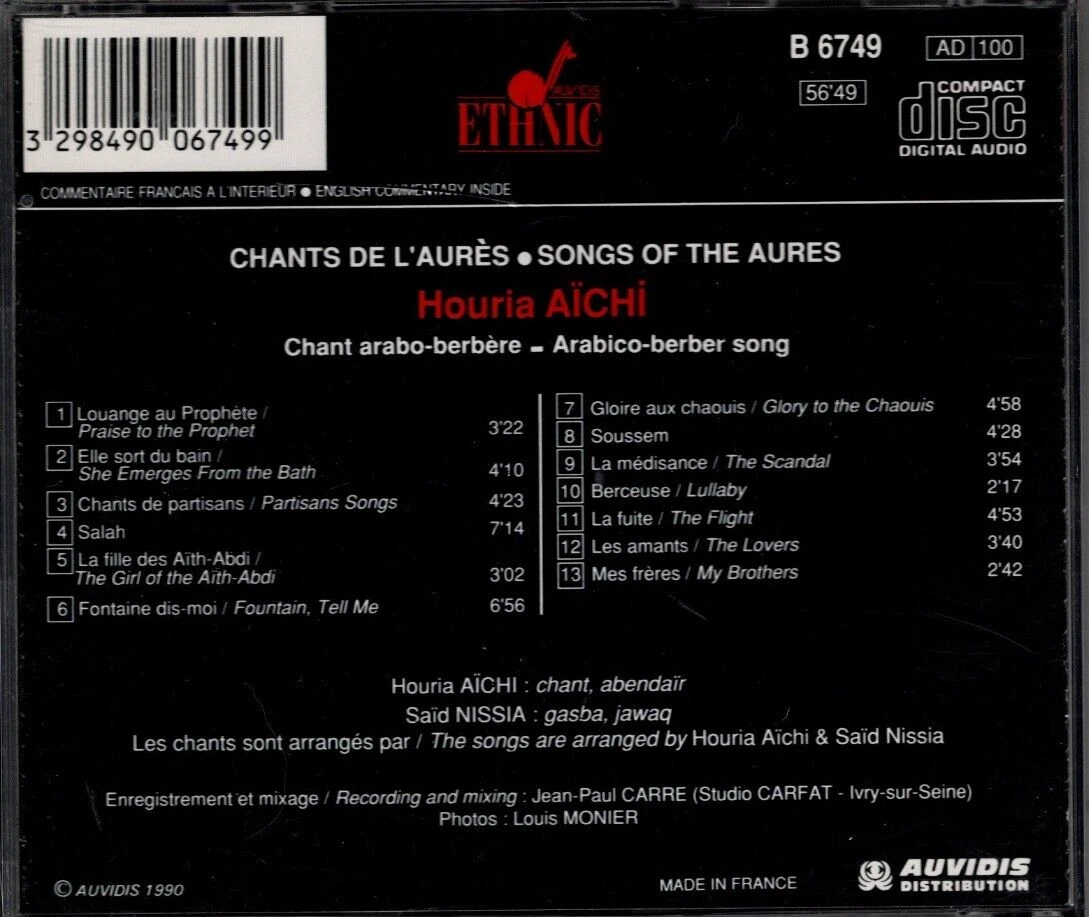 3 298490 067499
AUVIDIS
ETHNIC
B 6749
AD 100
56'49
COMPACT
disc
DIGITAL AUDIO
COMMENTAIRE FRANCAIS A L'INTERIEUR ● ENGLISH COMMENTARY INSIDE
CHANTS DE L'AURÈS ● SONGS OF THE AURES
Houria AÏCHİ
Chant arabo-berbère - Arabico-berber song
1 Louange au Prophète /
Praise to the Prophet 3'22
2 Elle sort du bain /
She Emerges From the Bath 4'10
3 Chants de partisans / Partisans Songs 4'23
4 Salah 7'14
5 La fille des Aïth-Abdi /
The Girl of the Aïth-Abdi 3'02
6 Fontaine dis-moi / Fountain, Tell Me 6'56
7 Gloire aux chaouis / Glory to the Chaouis 4'58
8 Soussem 4'28
9 La médisance / The Scandal 3'54
10 Berceuse / Lullaby 2'17
11 La fuite / The Flight 4'53
12 Les amants / The Lovers 3'40
13 Mes frères / My Brothers 2'42
Houria AÏCHI : chant, abendaïr
Saïd NISSIA : gasba, jawaq
Les chants sont arrangés par / The songs are arranged by Houria Aïchi & Saïd Nissia
Enregistrement et mixage / Recording and mixing : Jean-Paul CARRE (Studio CARFAT - Ivry-sur-Seine)
Photos : Louis MONIER
© AUVIDIS 1990
MADE IN FRANCE
AUVIDIS
DISTRIBUTION